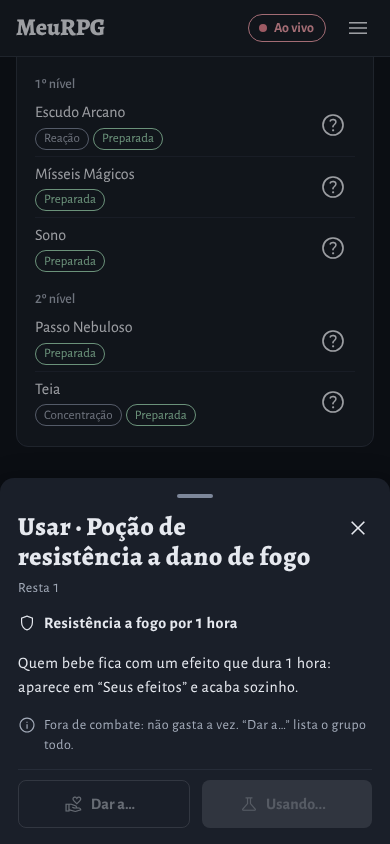 MeuRPG
Ao vivo
1º nível
Escudo Arcano
Reação Preparada
Mísseis Mágicos
Preparada
Sono
Preparada
2º nível
Passo Nebuloso
Preparada
Teia
Concentração Preparada
Usar · Poção de
resistência a dano de fogo
Resta 1
Resistência a fogo por 1 hora
Quem bebe fica com um efeito que dura 1 hora:
aparece em “Seus efeitos” e acaba sozinho.
Fora de combate: não gasta a vez. “Dar a…” lista o grupo
todo.
Dar a…
Usando…